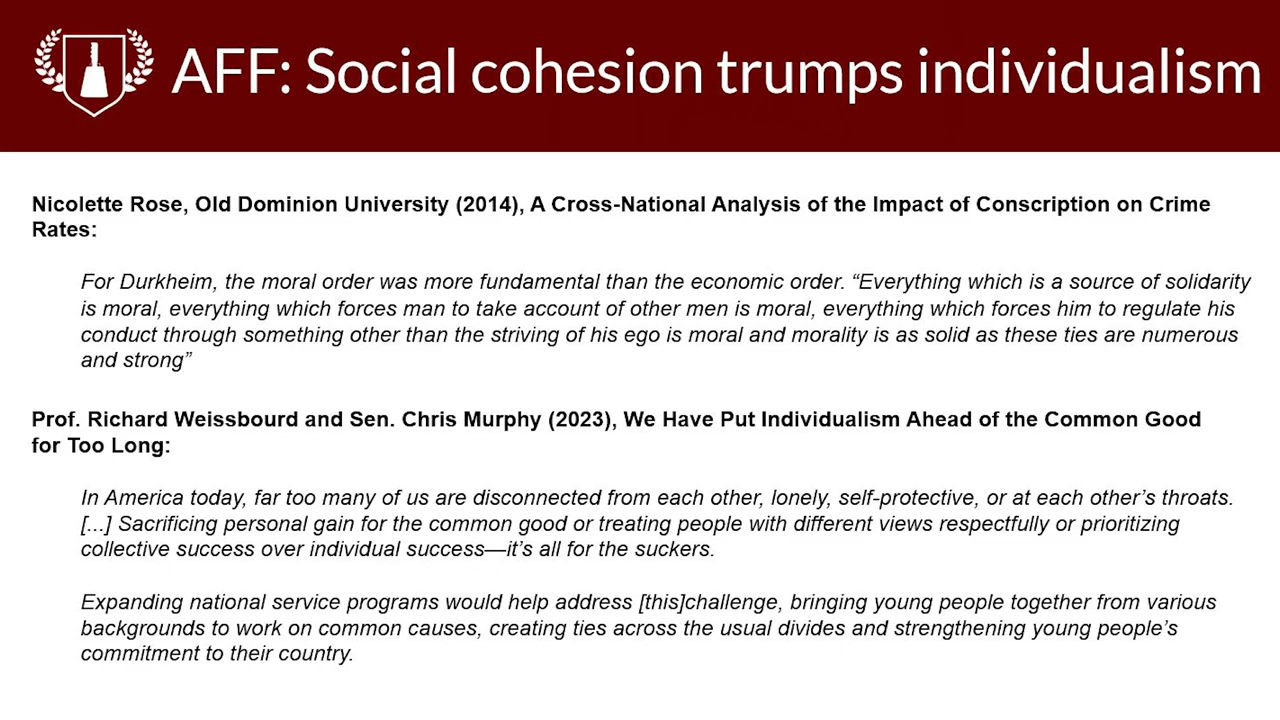 AFF: Social cohesion trumps individualism
Nicolette Rose, Old Dominion University (2014), A Cross-National Analysis of the Impact of Conscription on Crime
Rates:
For Durkheim, the moral order was more fundamental than the economic order. “Everything which is a source of solidarity
is moral, everything which forces man to take account of other men is moral, everything which forces him to regulate his
conduct through something other than the striving of his ego is moral and morality is as solid as these ties are numerous
and strong”
Prof. Richard Weissbourd and Sen. Chris Murphy (2023), We Have Put Individualism Ahead of the Common Good
for Too Long:
In America today, far too many of us are disconnected from each other, lonely, self-protective, or at each other’s throats.
[...] Sacrificing personal gain for the common good or treating people with different views respectfully or prioritizing
collective success over individual success—it’s all for the suckers.
Expanding national service programs would help address [this]challenge, bringing young people together from various
backgrounds to work on common causes, creating ties across the usual divides and strengthening young people’s
commitment to their country.